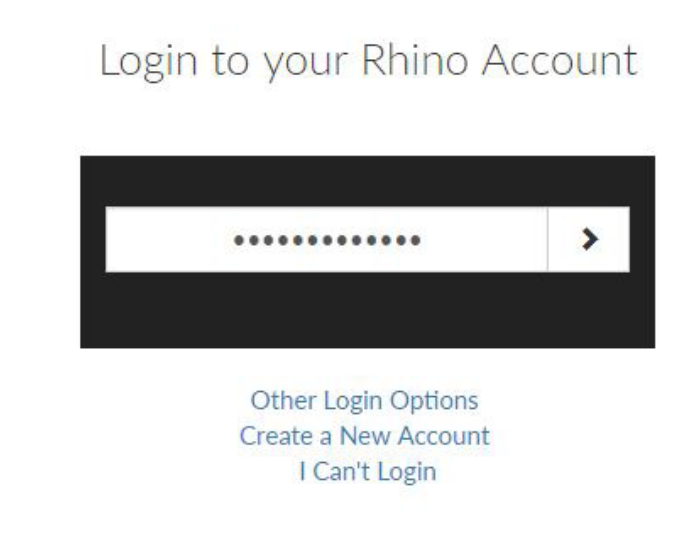 Login to your Rhino Account
•••••••••••••
Other Login Options
Create a New Account
I Can't Login